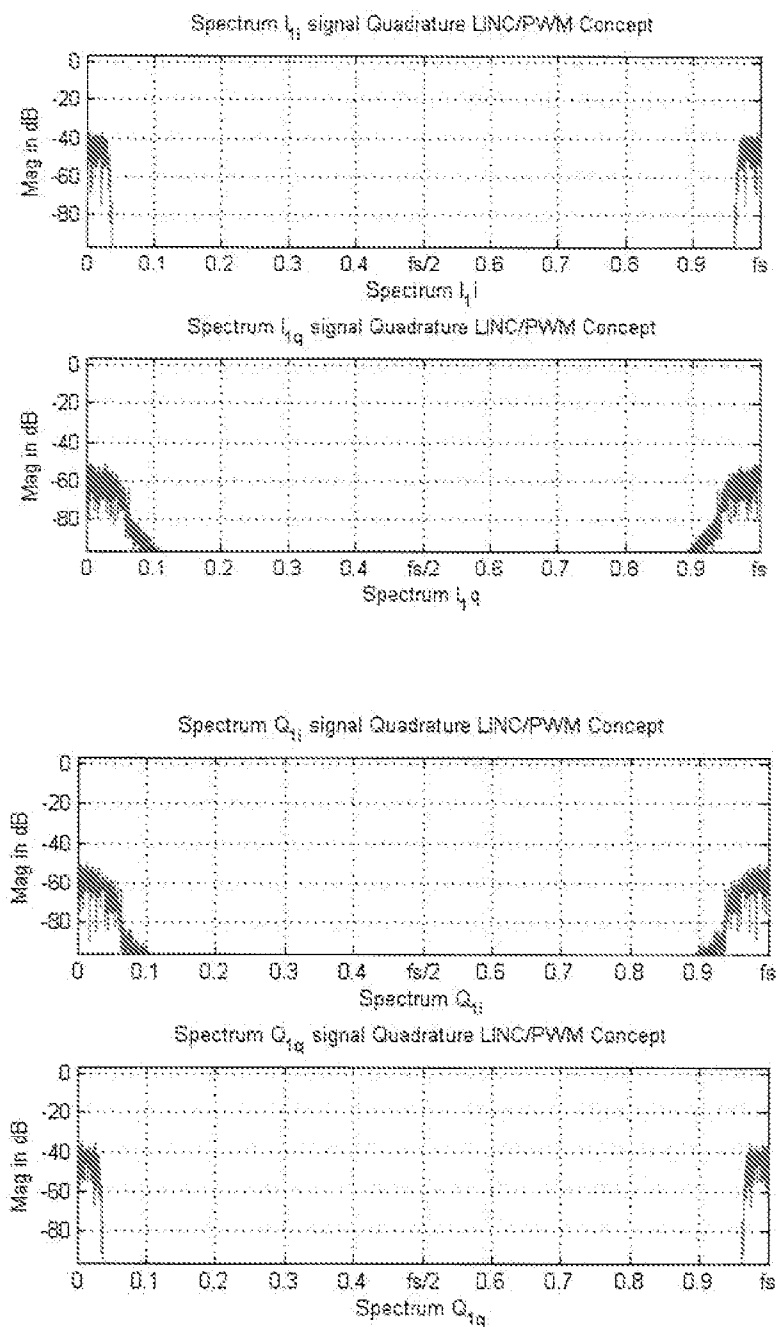 Spectrum I1i signal Quadrature LINC/PWM Concept
0
-20
-40
-60
-80
Mag in dB
0 0.1 0.2 0.3 0.4 fs/2 0.6 0.7 0.8 0.9 fs
Spectrum I1i
Spectrum I1q signal Quadrature LINC/PWM Concept
0
-20
-40
-60
-80
Mag in dB
0 0.1 0.2 0.3 0.4 fs/2 0.6 0.7 0.8 0.9 fs
Spectrum I1q
Spectrum Q1i signal Quadrature LINC/PWM Concept
0
-20
-40
-60
-80
Mag in dB
0 0.1 0.2 0.3 0.4 fs/2 0.6 0.7 0.8 0.9 fs
Spectrum Q1i
Spectrum Q1q signal Quadrature LINC/PWM Concept
0
-20
-40
-60
-80
Mag in dB
0 0.1 0.2 0.3 0.4 fs/2 0.6 0.7 0.8 0.9 fs
Spectrum Q1q